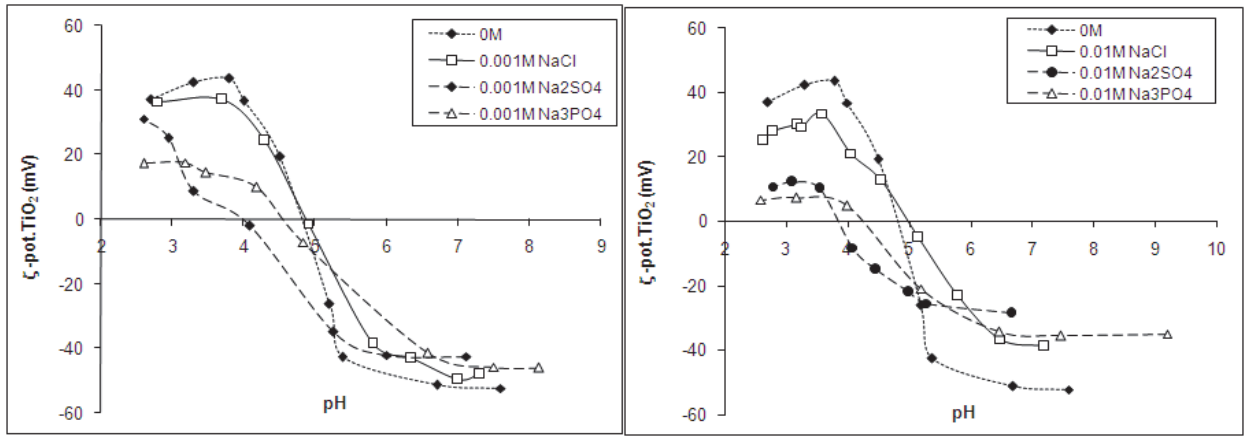 60
40
20
0
-20
-40
-60
2 3 4 5 6 7 8 9
ζ-pot.TiO2 (mV)
pH
0M
0.001M NaCl
0.001M Na2SO4
0.001M Na3PO4
60
40
20
0
-20
-40
-60
2 3 4 5 6 7 8 9 10
ζ-pot.TiO2 (mV)
pH
0M
0.01M NaCl
0.01M Na2SO4
0.01M Na3PO4